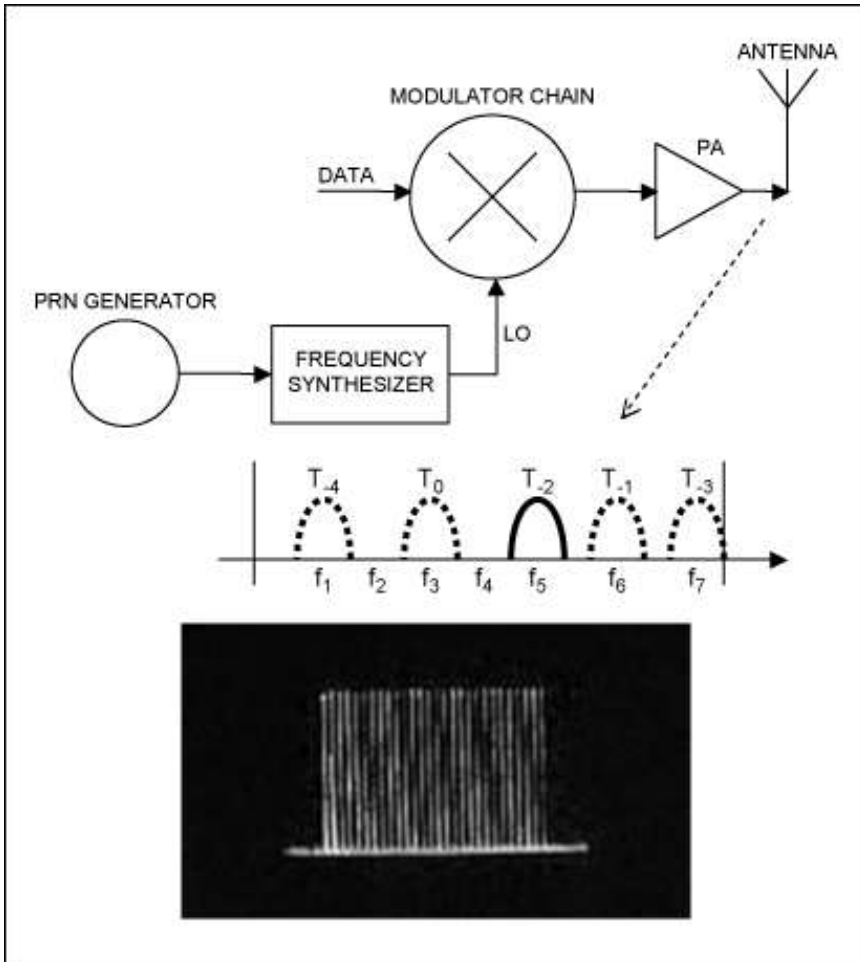 ANTENNA
MODULATOR CHAIN
PA
DATA
PRN GENERATOR
LO
FREQUENCY
SYNTHESIZER
T-4 T0 T-2 T-1 T-3
f1 f2 f3 f4 f5 f6 f7